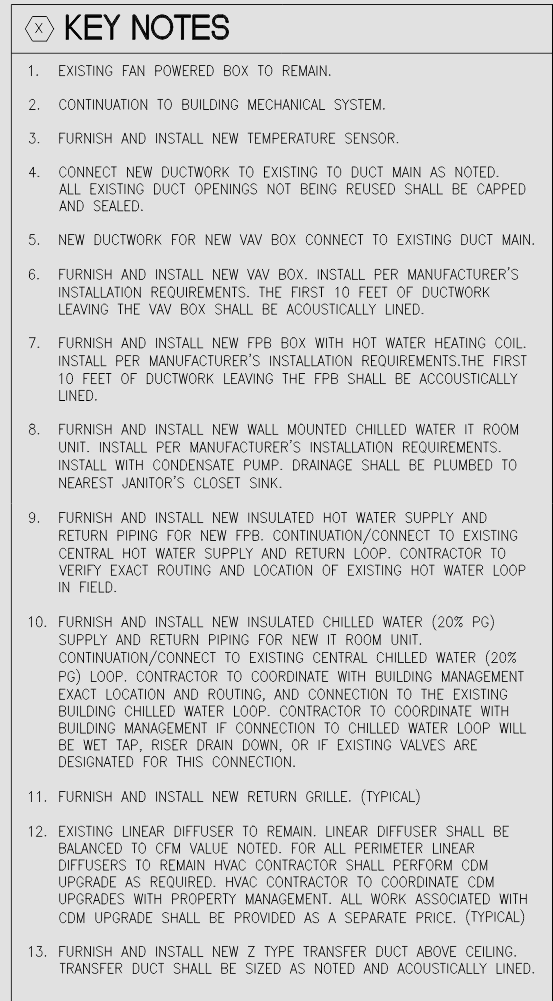 X KEY NOTES
1. EXISTING FAN POWERED BOX TO REMAIN.
2. CONTINUATION TO BUILDING MECHANICAL SYSTEM.
3. FURNISH AND INSTALL NEW TEMPERATURE SENSOR.
4. CONNECT NEW DUCTWORK TO EXISTING TO DUCT MAIN AS NOTED.
ALL EXISTING DUCT OPENINGS NOT BEING REUSED SHALL BE CAPPED
AND SEALED.
5. NEW DUCTWORK FOR NEW VAV BOX CONNECT TO EXISTING DUCT MAIN.
6. FURNISH AND INSTALL NEW VAV BOX. INSTALL PER MANUFACTURER'S
INSTALLATION REQUIREMENTS. THE FIRST 10 FEET OF DUCTWORK
LEAVING THE VAV BOX SHALL BE ACOUSTICALLY LINED.
7. FURNISH AND INSTALL NEW FPB BOX WITH HOT WATER HEATING COIL.
INSTALL PER MANUFACTURER'S INSTALLATION REQUIREMENTS.THE FIRST
10 FEET OF DUCTWORK LEAVING THE FPB SHALL BE ACCOUSTICALLY
LINED.
8. FURNISH AND INSTALL NEW WALL MOUNTED CHILLED WATER IT ROOM
UNIT. INSTALL PER MANUFACTURER'S INSTALLATION REQUIREMENTS.
INSTALL WITH CONDENSATE PUMP. DRAINAGE SHALL BE PLUMBED TO
NEAREST JANITOR'S CLOSET SINK.
9. FURNISH AND INSTALL NEW INSULATED HOT WATER SUPPLY AND
RETURN PIPING FOR NEW FPB. CONTINUATION/CONNECT TO EXISTING
CENTRAL HOT WATER SUPPLY AND RETURN LOOP. CONTRACTOR TO
VERIFY EXACT ROUTING AND LOCATION OF EXISTING HOT WATER LOOP
IN FIELD.
10. FURNISH AND INSTALL NEW INSULATED CHILLED WATER (20% PG)
SUPPLY AND RETURN PIPING FOR NEW IT ROOM UNIT.
CONTINUATION/CONNECT TO EXISTING CENTRAL CHILLED WATER (20%
PG) LOOP. CONTRACTOR TO COORDINATE WITH BUILDING MANAGEMENT
EXACT LOCATION AND ROUTING, AND CONNECTION TO THE EXISTING
BUILDING CHILLED WATER LOOP. CONTRACTOR TO COORDINATE WITH
BUILDING MANAGEMENT IF CONNECTION TO CHILLED WATER LOOP WILL
BE WET TAP, RISER DRAIN DOWN, OR IF EXISTING VALVES ARE
DESIGNATED FOR THIS CONNECTION.
11. FURNISH AND INSTALL NEW RETURN GRILLE. (TYPICAL)
12. EXISTING LINEAR DIFFUSER TO REMAIN. LINEAR DIFFUSER SHALL BE
BALANCED TO CFM VALUE NOTED. FOR ALL PERIMETER LINEAR
DIFFUSERS TO REMAIN HVAC CONTRACTOR SHALL PERFORM CDM
UPGRADE AS REQUIRED. HVAC CONTRACTOR TO COORDINATE CDM
UPGRADES WITH PROPERTY MANAGEMENT. ALL WORK ASSOCIATED WITH
CDM UPGRADE SHALL BE PROVIDED AS A SEPARATE PRICE. (TYPICAL)
13. FURNISH AND INSTALL NEW Z TYPE TRANSFER DUCT ABOVE CEILING.
TRANSFER DUCT SHALL BE SIZED AS NOTED AND ACOUSTICALLY LINED.